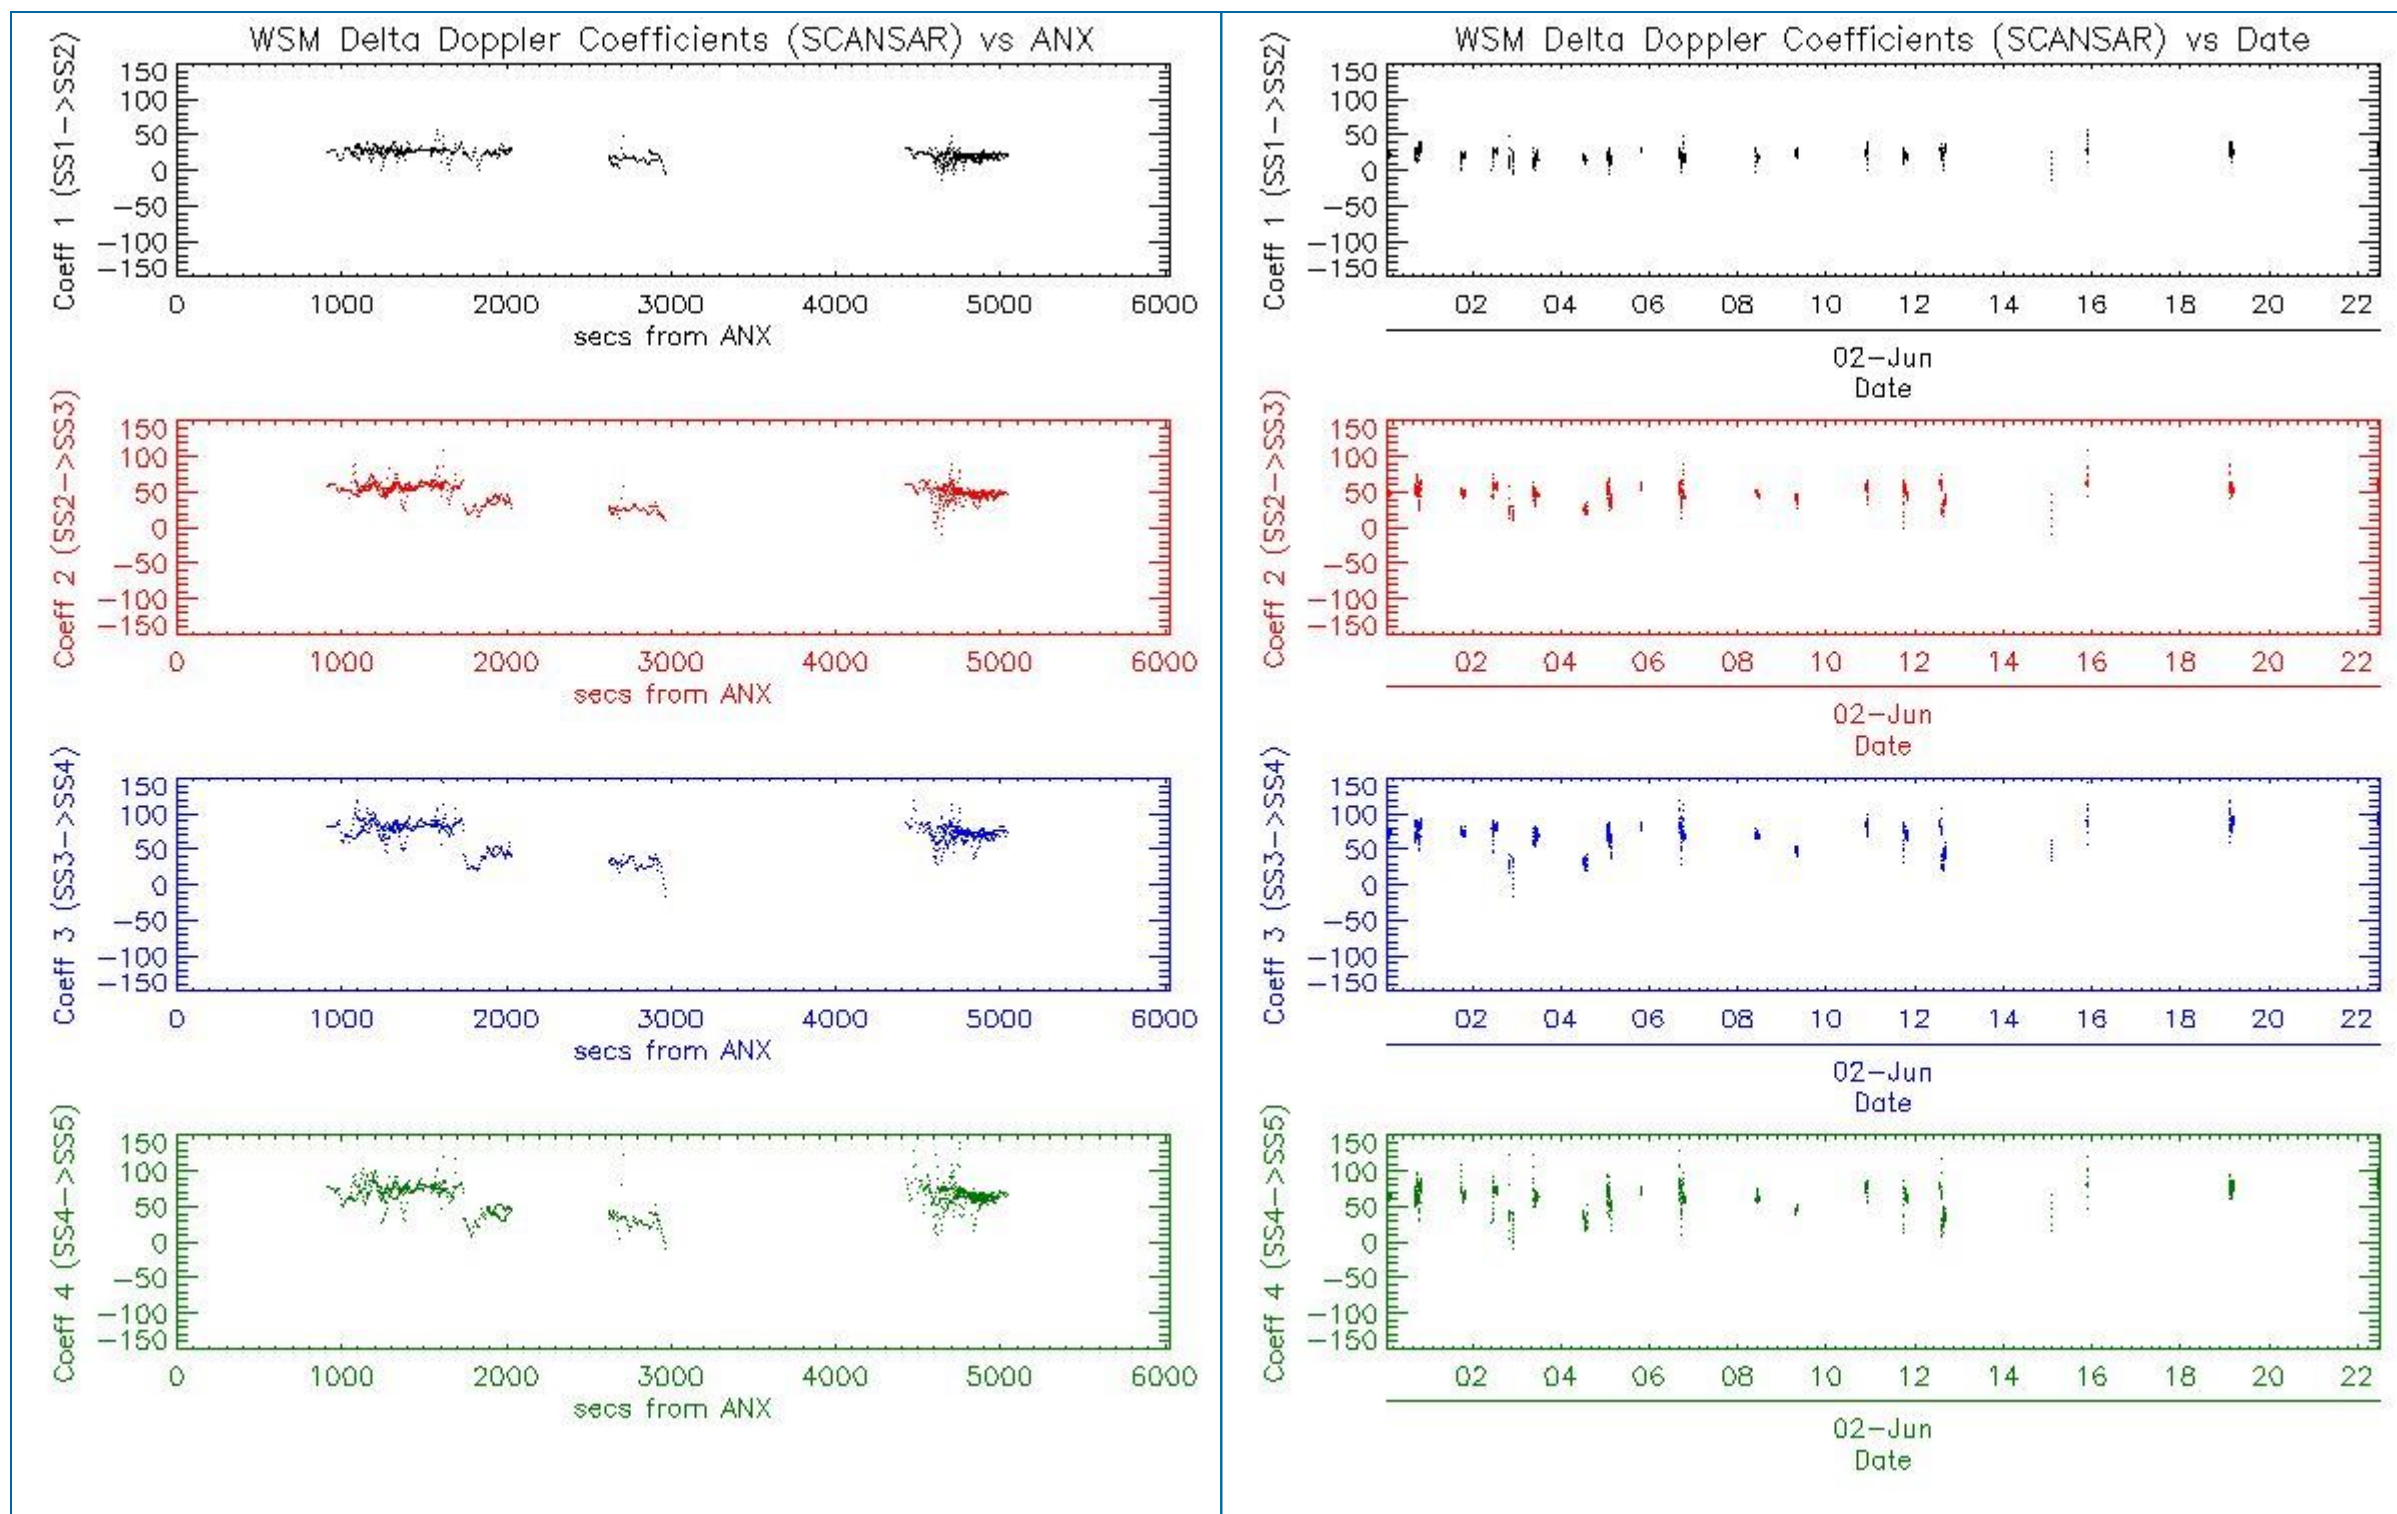 WSM Delta Doppler Coefficients (SCANSAR) vs ANX
Coeff 1 (SS1->SS2)
150
100
50
0
-50
-100
-150
0 1000 2000 3000 4000 5000 6000
secs from ANX
Coeff 2 (SS2->SS3)
150
100
50
0
-50
-100
-150
0 1000 2000 3000 4000 5000 6000
secs from ANX
Coeff 3 (SS3->SS4)
150
100
50
0
-50
-100
-150
0 1000 2000 3000 4000 5000 6000
secs from ANX
Coeff 4 (SS4->SS5)
150
100
50
0
-50
-100
-150
0 1000 2000 3000 4000 5000 6000
secs from ANX
WSM Delta Doppler Coefficients (SCANSAR) vs Date
Coeff 1 (SS1->SS2)
150
100
50
0
-50
-100
-150
02 04 06 08 10 12 14 16 18 20 22
02-Jun
Date
Coeff 2 (SS2->SS3)
150
100
50
0
-50
-100
-150
02 04 06 08 10 12 14 16 18 20 22
02-Jun
Date
Coeff 3 (SS3->SS4)
150
100
50
0
-50
-100
-150
02 04 06 08 10 12 14 16 18 20 22
02-Jun
Date
Coeff 4 (SS4->SS5)
150
100
50
0
-50
-100
-150
02 04 06 08 10 12 14 16 18 20 22
02-Jun
Date